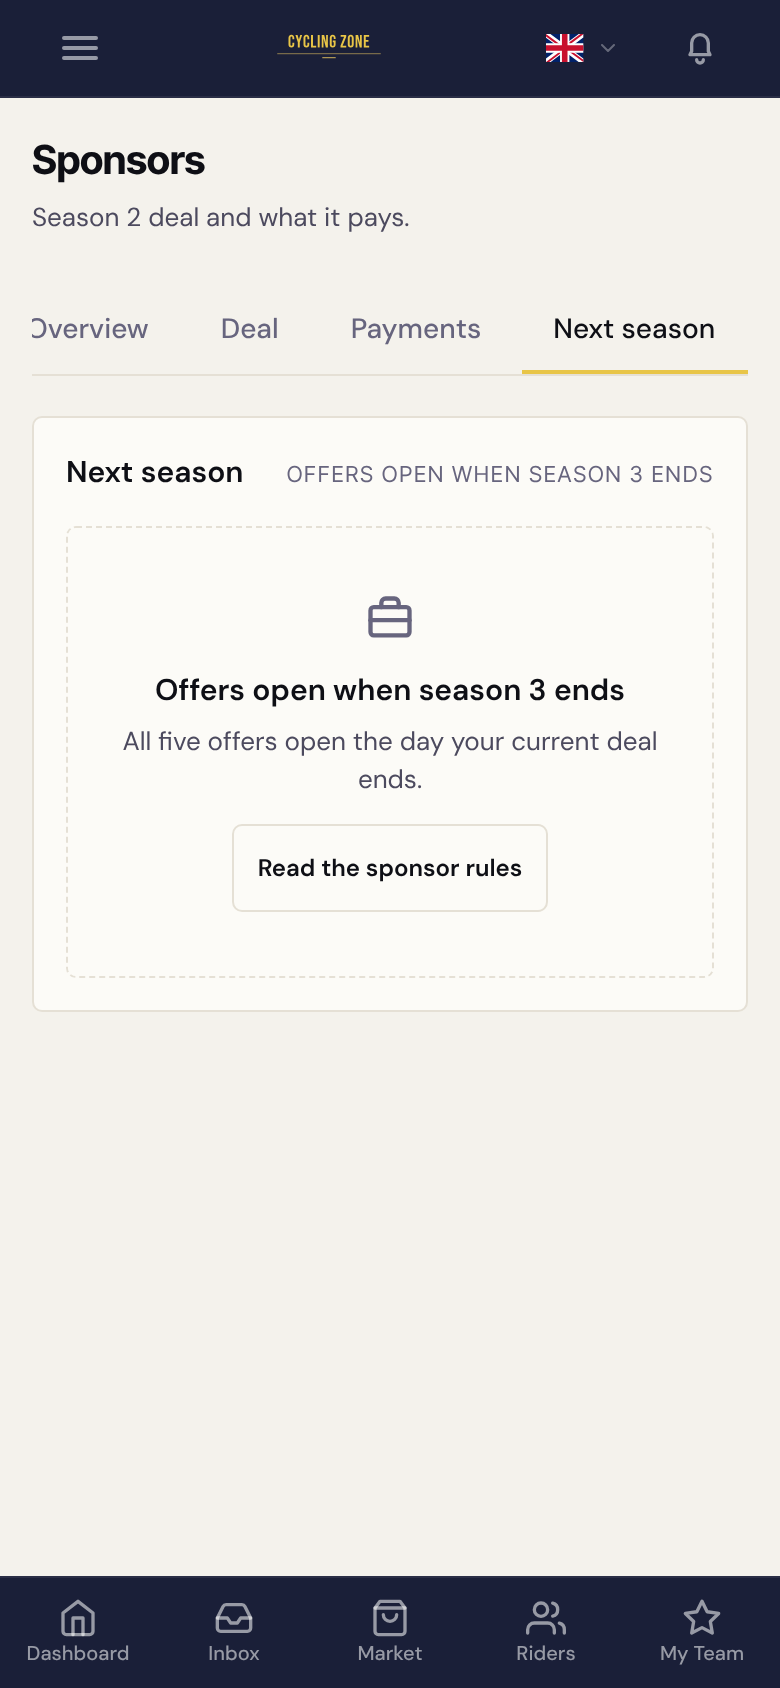 CYCLING ZONE
Sponsors
Season 2 deal and what it pays.
Overview Deal Payments Next season
Next season OFFERS OPEN WHEN SEASON 3 ENDS
Offers open when season 3 ends
All five offers open the day your current deal
ends.
Read the sponsor rules
Dashboard Inbox Market Riders My Team